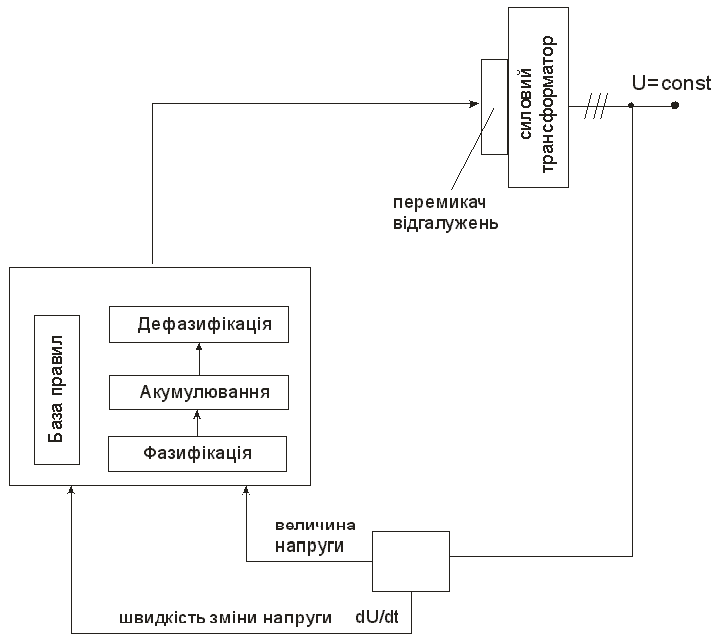 силовий
трансформатор
U=const
перемикач
відгалужень
База правил
Дефазифікація
Акумулювання
Фазифікація
величина
напруги
швидкість зміни напруги dU/dt